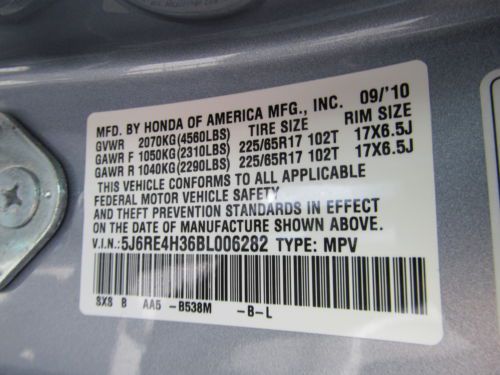 MFD. BY HONDA OF AMERICA MFG., INC. 09/'10
GVWR 2070KG(4560LBS) TIRE SIZE RIM SIZE
GAWR F 1050KG(2310LBS) 225/65R17 102T 17X6.5J
GAWR R 1040KG(2290LBS) 225/65R17 102T 17X6.5J
THIS VEHICLE CONFORMS TO ALL APPLICABLE
FEDERAL MOTOR VEHICLE SAFETY
AND THEFT PREVENTION STANDARDS IN EFFECT
ON THE DATE OF MANUFACTURE SHOWN ABOVE.
V.I.N.: 5J6RE4H36BL006282 TYPE: MPV
SXS B AA5 -B538M -B-L